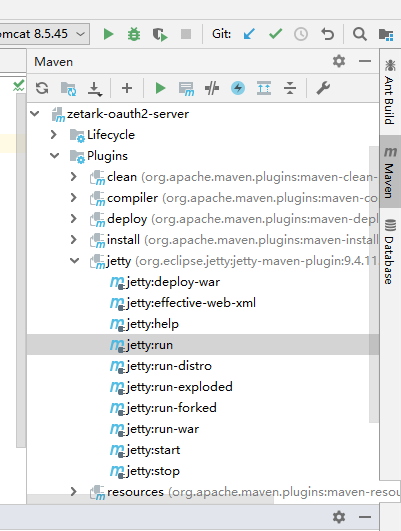 omcat 8.5.45
Git:
Maven
zetark-oauth2-server
Lifecycle
Plugins
clean (org.apache.maven.plugins:maven-clean-
compiler (org.apache.maven.plugins:maven-co
deploy (org.apache.maven.plugins:maven-depl
install (org.apache.maven.plugins:maven-install
jetty (org.eclipse.jetty:jetty-maven-plugin:9.4.11
jetty:deploy-war
jetty:effective-web-xml
jetty:help
jetty:run
jetty:run-distro
jetty:run-exploded
jetty:run-forked
jetty:run-war
jetty:start
jetty:stop
resources (org.apache.maven.plugins:maven-resou
Ant Build
m Maven
Database